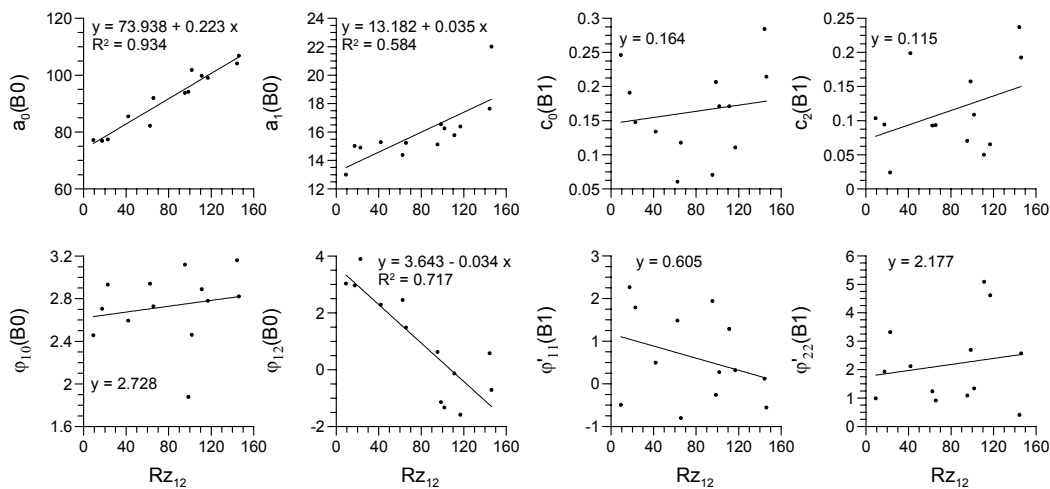 y = 73.938 + 0.223 x
R² = 0.934
a₀(B0)
120
100
80
60
0 40 80 120 160
y = 13.182 + 0.035 x
R² = 0.584
a₁(B0)
24
22
20
18
16
14
12
0 40 80 120 160
y = 0.164
c₀(B1)
0.3
0.25
0.2
0.15
0.1
0.05
0 40 80 120 160
y = 0.115
c₂(B1)
0.25
0.2
0.15
0.1
0.05
0
0 40 80 120 160
y = 2.728
φ₁₀(B0)
3.2
2.8
2.4
2
1.6
0 40 80 120 160
Rz₁₂
y = 3.643 - 0.034 x
R² = 0.717
φ₁₂(B0)
4
2
0
-2
0 40 80 120 160
Rz₁₂
y = 0.605
φ'₁₁(B1)
3
2
1
0
-1
0 40 80 120 160
Rz₁₂
y = 2.177
φ'₂₂(B1)
6
5
4
3
2
1
0
0 40 80 120 160
Rz₁₂